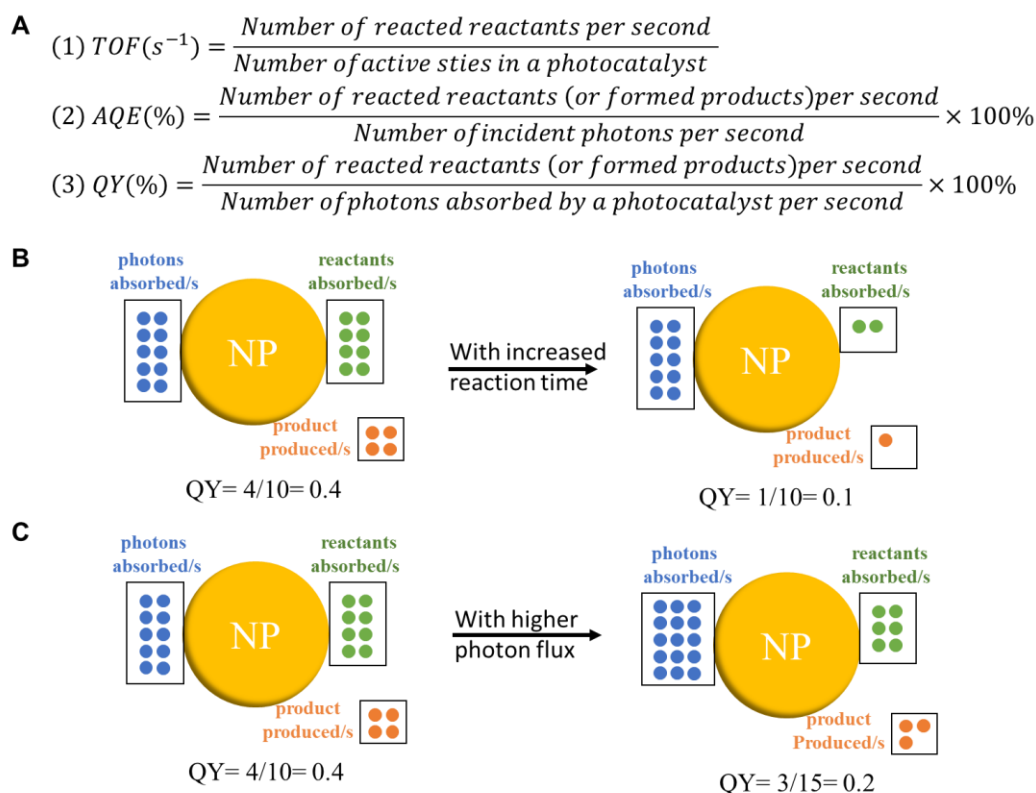 A
(1) TOF(s⁻¹) = Number of reacted reactants per second / Number of active sties in a photocatalyst
(2) AQE(%) = Number of reacted reactants (or formed products)per second / Number of incident photons per second × 100%
(3) QY(%) = Number of reacted reactants (or formed products)per second / Number of photons absorbed by a photocatalyst per second × 100%
B
photons
absorbed/s
reactants
absorbed/s
NP
product
produced/s
QY= 4/10= 0.4
With increased
reaction time
photons
absorbed/s
reactants
absorbed/s
NP
product
produced/s
QY= 1/10= 0.1
C
photons
absorbed/s
reactants
absorbed/s
NP
product
produced/s
QY= 4/10= 0.4
With higher
photon flux
photons
absorbed/s
reactants
absorbed/s
NP
product
Produced/s
QY= 3/15= 0.2